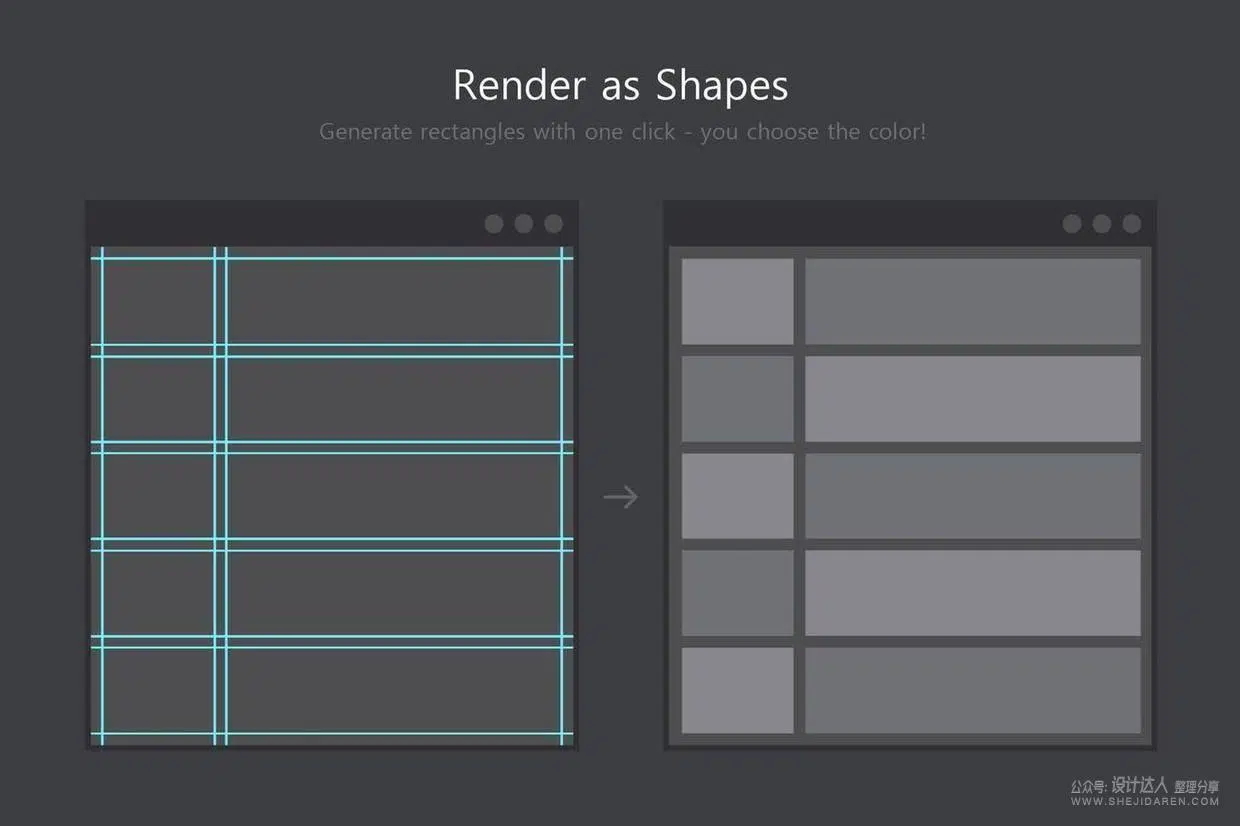 Render as Shapes
Generate rectangles with one click - you choose the color!
公众号: 设计达人 整理分享
WWW.SHEJIDAREN.COM